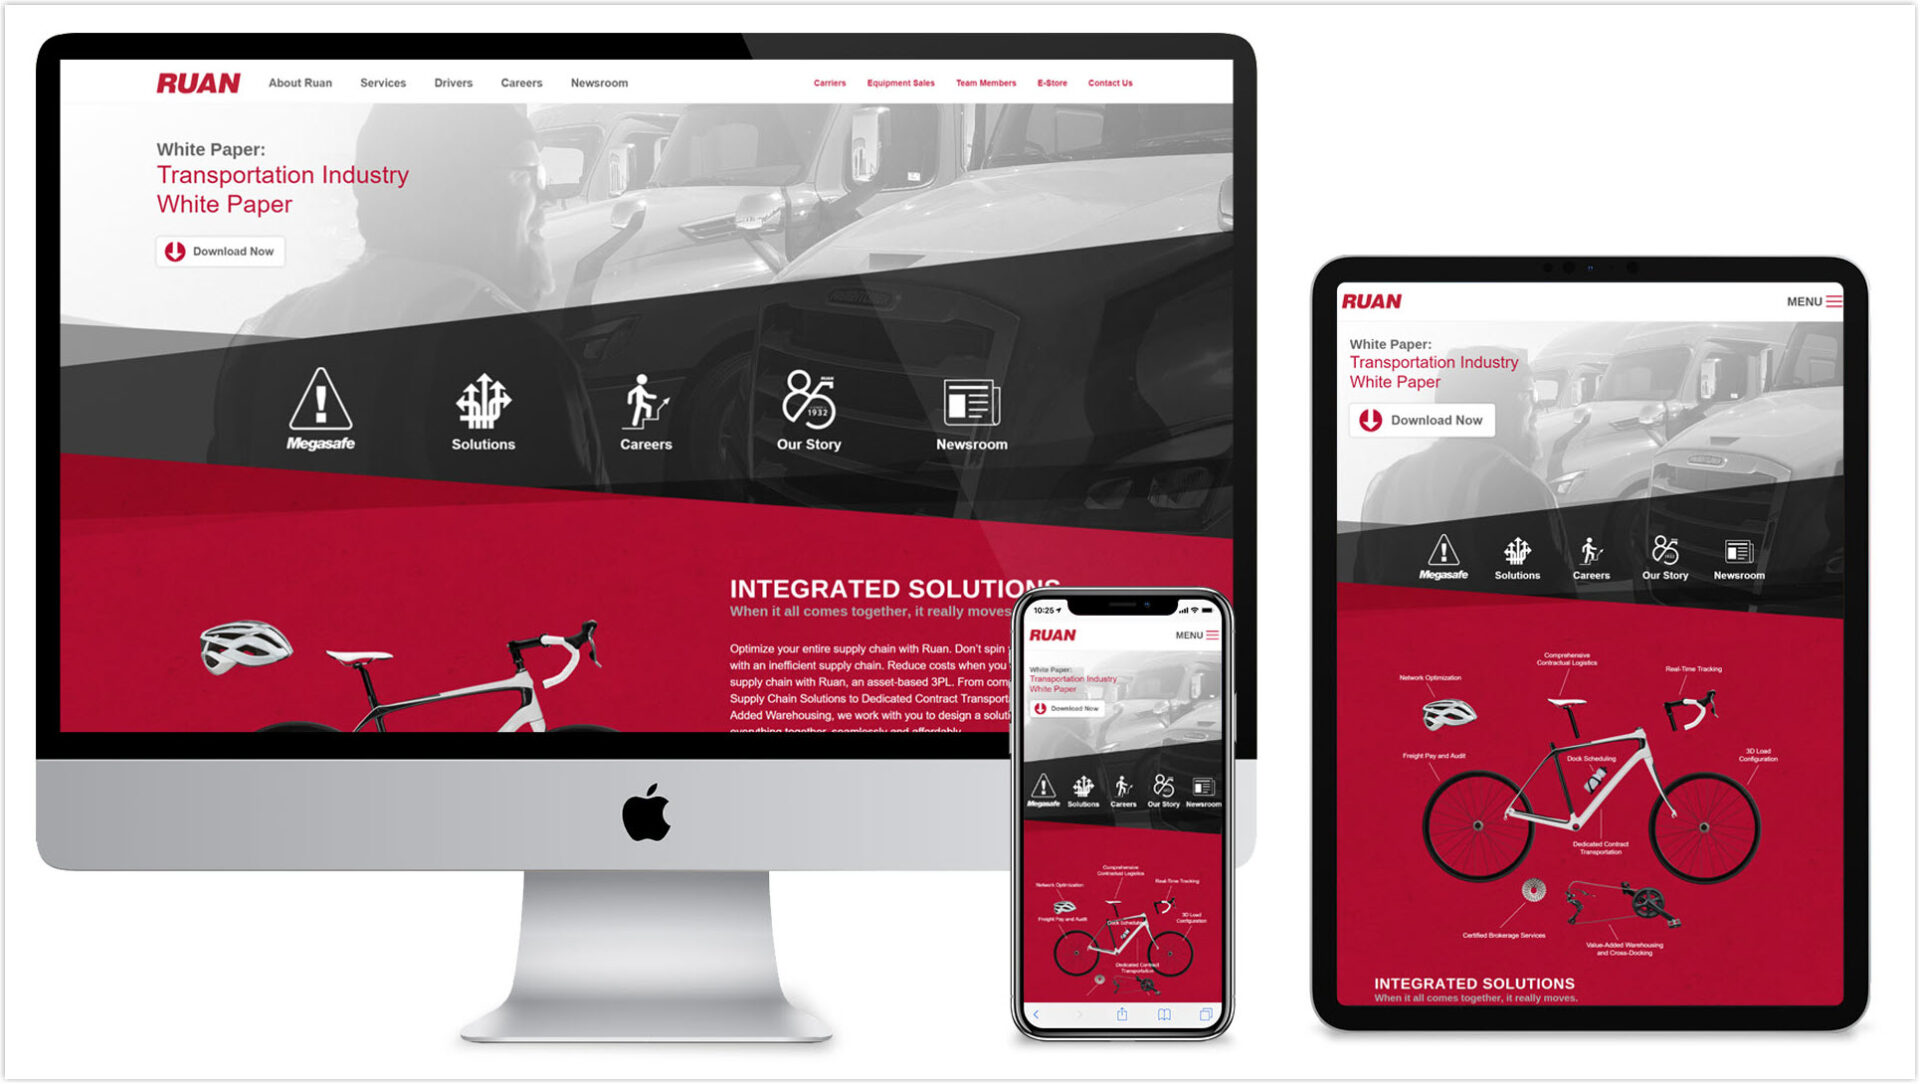 RUAN
About Ruan
Services
Drivers
Careers
Newsroom
Carriers
Equipment Sales
Team Members
E-Store
Contact Us
White Paper:
Transportation Industry
White Paper
Download Now
Megasafe
Solutions
Careers
1932
Our Story
Newsroom
INTEGRATED SOLUTIONS
When it all comes together, it really moves
Optimize your entire supply chain with Ruan. Don't spin
with an inefficient supply chain. Reduce costs when you
supply chain with Ruan, an asset-based 3PL. From com
Supply Chain Solutions to Dedicated Contract Transport
Added Warehousing, we work with you to design a solut
everything together, seamlessly and affordably.
10:25
RUAN
MENU
White Paper:
Transportation Industry
White Paper
Download Now
Megasafe
Solutions
Careers
Our Story
Newsroom
Comprehensive
Contractual Logistics
Network Optimization
Real-Time Tracking
Freight Pay and Audit
3D Load
Configuration
Dock Scheduling
Dedicated Contract
Transportation
RUAN
MENU
White Paper:
Transportation Industry
White Paper
Download Now
Megasafe
Solutions
Careers
Our Story
Newsroom
Comprehensive
Contractual Logistics
Real-Time Tracking
Network Optimization
Freight Pay and Audit
Dock Scheduling
3D Load
Configuration
Dedicated Contract
Transportation
Certified Brokerage Services
Value-Added Warehousing
and Cross-Docking
INTEGRATED SOLUTIONS
When it all comes together, it really moves.